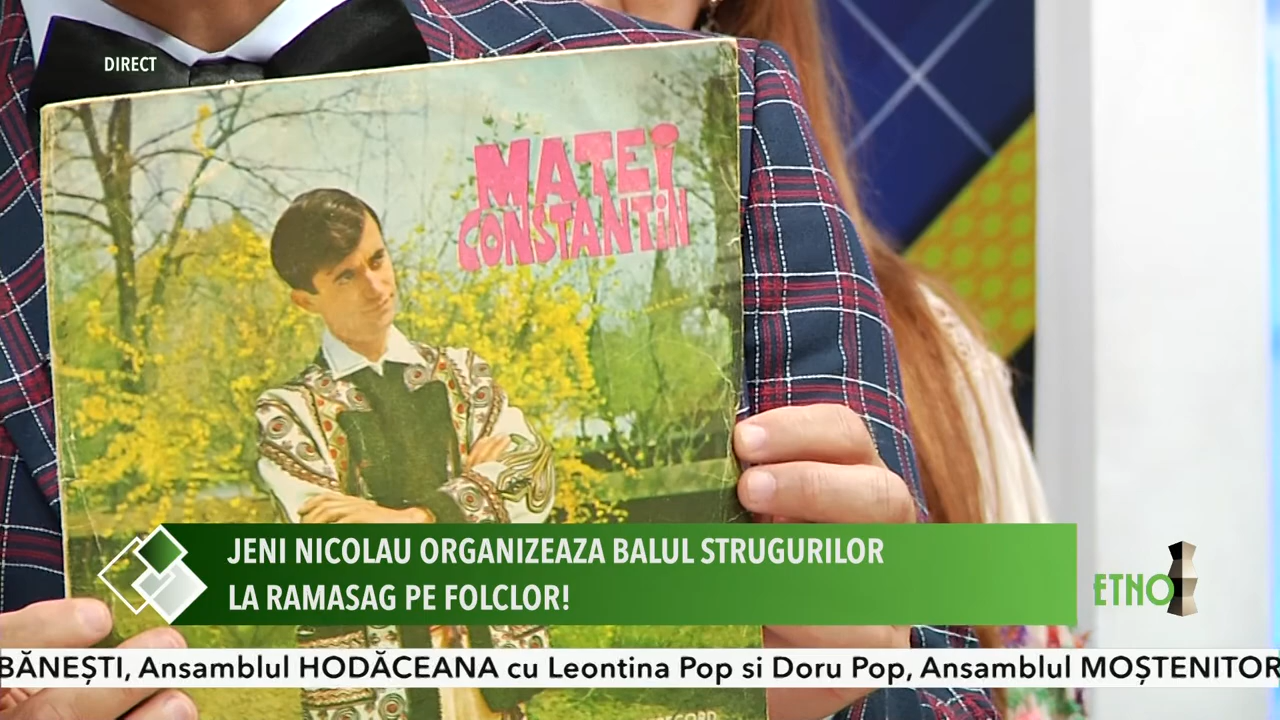 DIRECT
MATEI
CONSTANTIN
JENI NICOLAU ORGANIZEAZA BALUL STRUGURILOR
LA RAMASAG PE FOLCLOR!
ETNO
BĂNEȘTI, Ansamblul HODĂCEANA cu Leontina Pop si Doru Pop, Ansamblul MOȘTENITOR